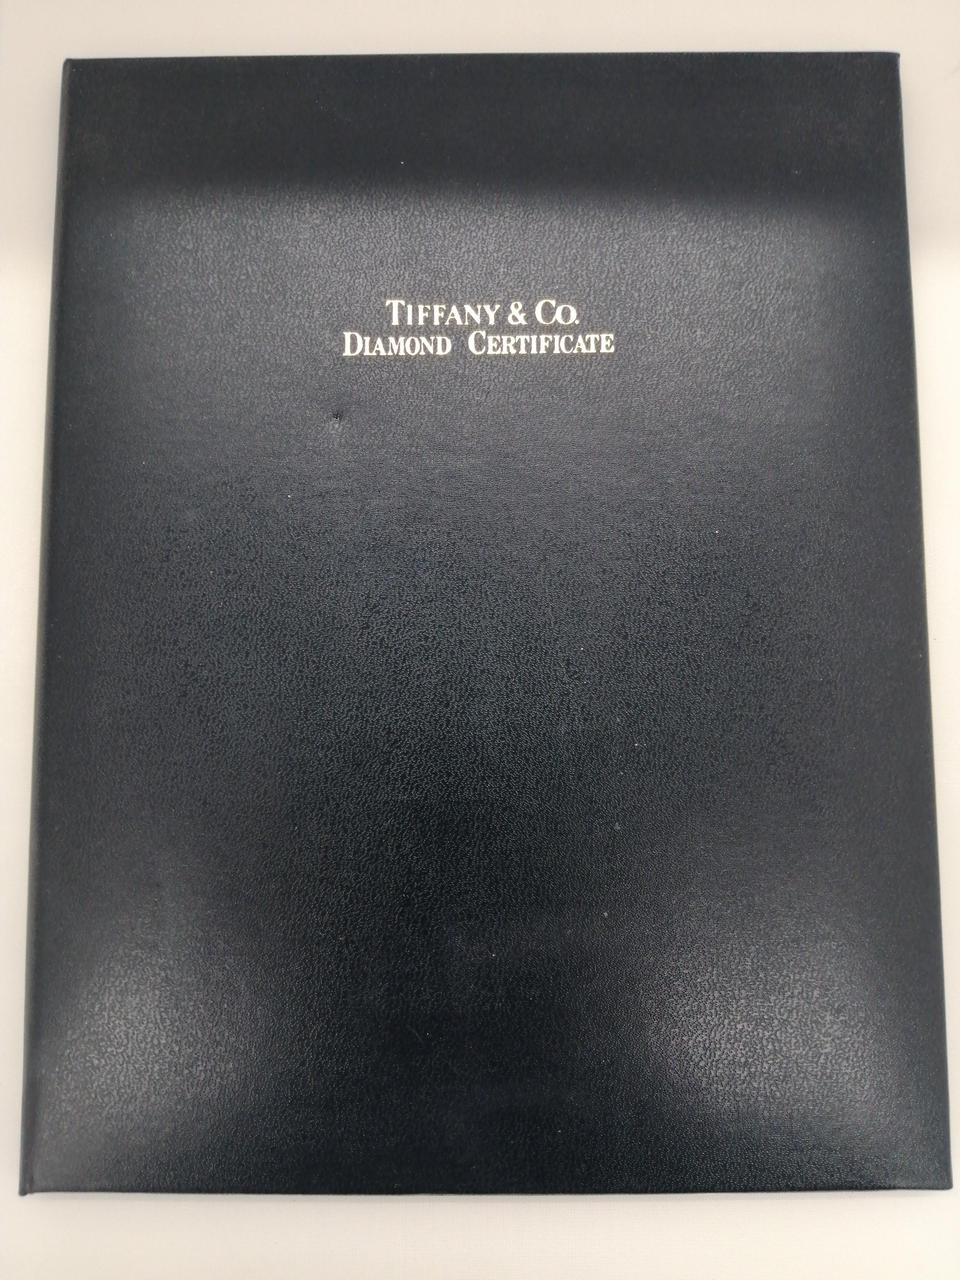 Tiffany & Co.
Diamond Certificate